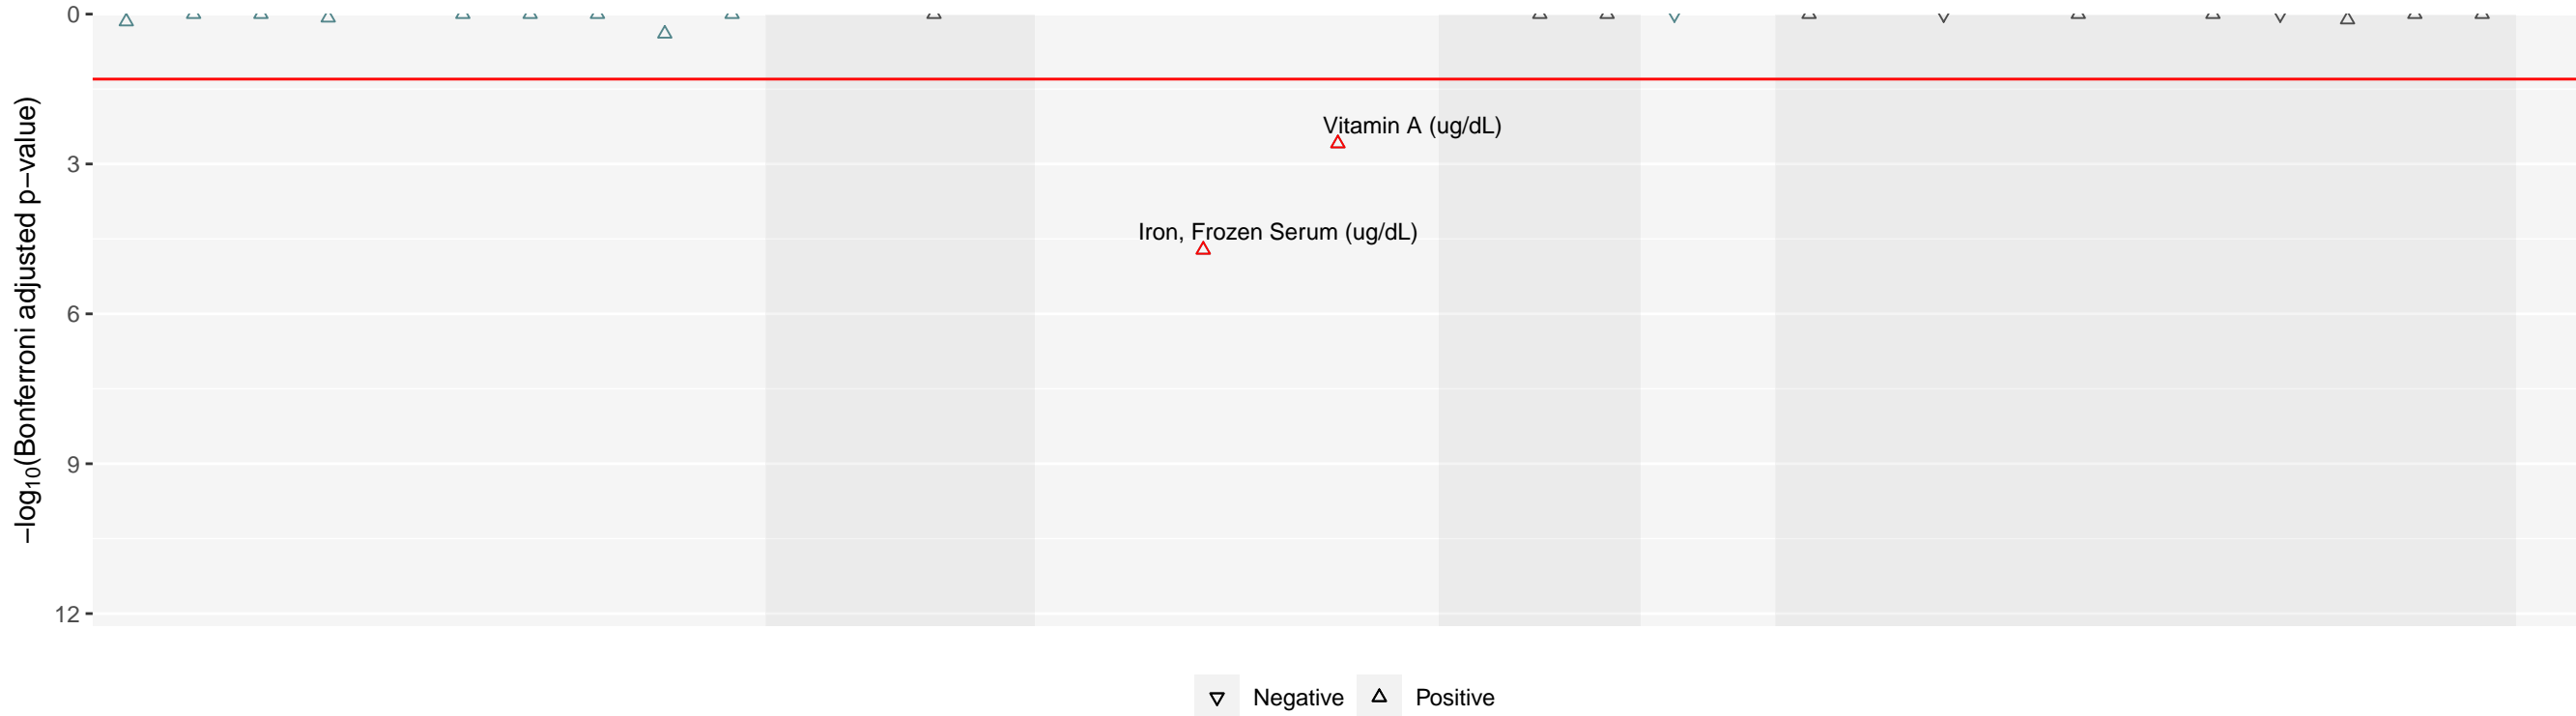 −log10(Bonferroni adjusted p−value)
0
3
6
9
12
Vitamin A (ug/dL)
Iron, Frozen Serum (ug/dL)
Negative Positive